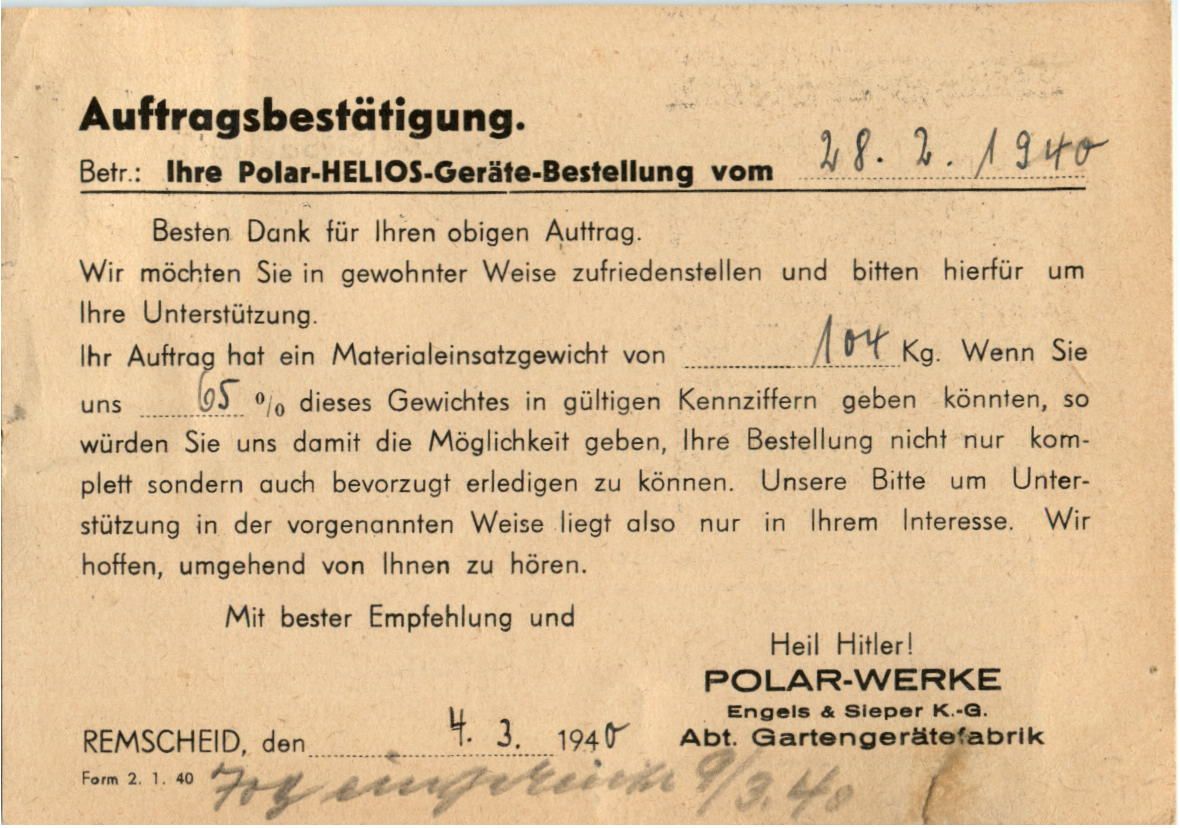 Auftragsbestätigung.
Betr.: Ihre Polar-HELIOS-Geräte-Bestellung vom 28. 2. 1940
Besten Dank für Ihren obigen Auttrag.
Wir möchten Sie in gewohnter Weise zufriedenstellen und bitten hierfür um
Ihre Unterstützung.
Ihr Auftrag hat ein Materialeinsatzgewicht von 104 Kg. Wenn Sie
uns 65 % dieses Gewichtes in gültigen Kennziffern geben könnten, so
würden Sie uns damit die Möglichkeit geben, Ihre Bestellung nicht nur kom-
plett sondern auch bevorzugt erledigen zu können. Unsere Bitte um Unter-
stützung in der vorgenannten Weise liegt also nur in Ihrem Interesse. Wir
hoffen, umgehend von Ihnen zu hören.
Mit bester Empfehlung und
Heil Hitler!
POLAR-WERKE
Engels & Sieper K.-G.
Abt. Gartengerätefabrik
REMSCHEID, den 4. 3. 1940
Form 2. 1. 40
9/3.40